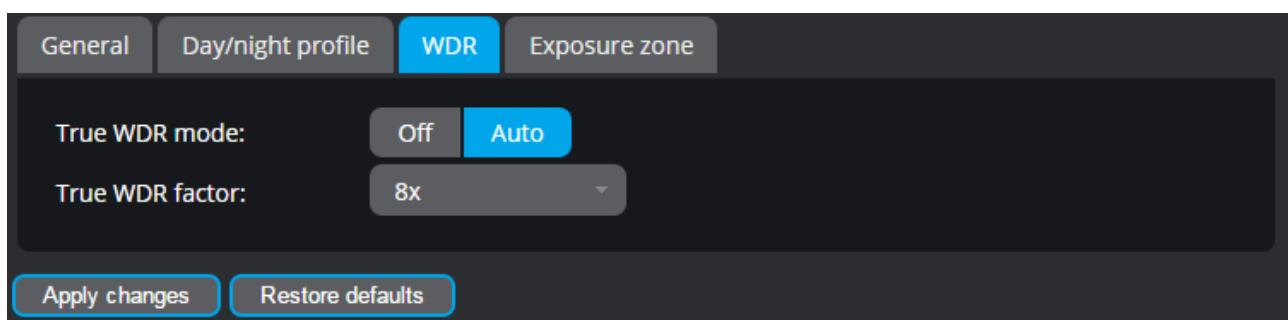 General Day/night profile WDR Exposure zone
True WDR mode: Off Auto
True WDR factor: 8x
Apply changes Restore defaults